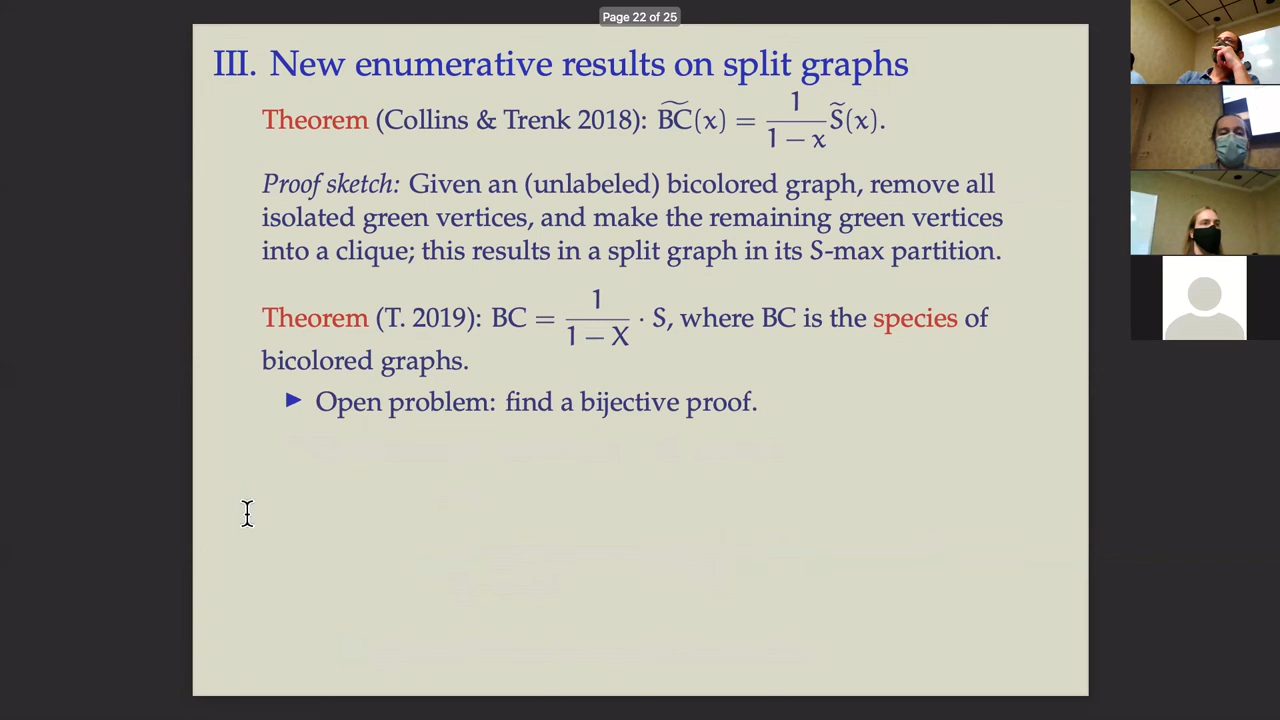 Page 22 of 25
III. New enumerative results on split graphs
Theorem (Collins & Trenk 2018): B͠C(x) = 1/(1 − x) S̃(x).
Proof sketch: Given an (unlabeled) bicolored graph, remove all
isolated green vertices, and make the remaining green vertices
into a clique; this results in a split graph in its S-max partition.
Theorem (T. 2019): BC = 1/(1 − X) · S, where BC is the species of
bicolored graphs.
▶ Open problem: find a bijective proof.